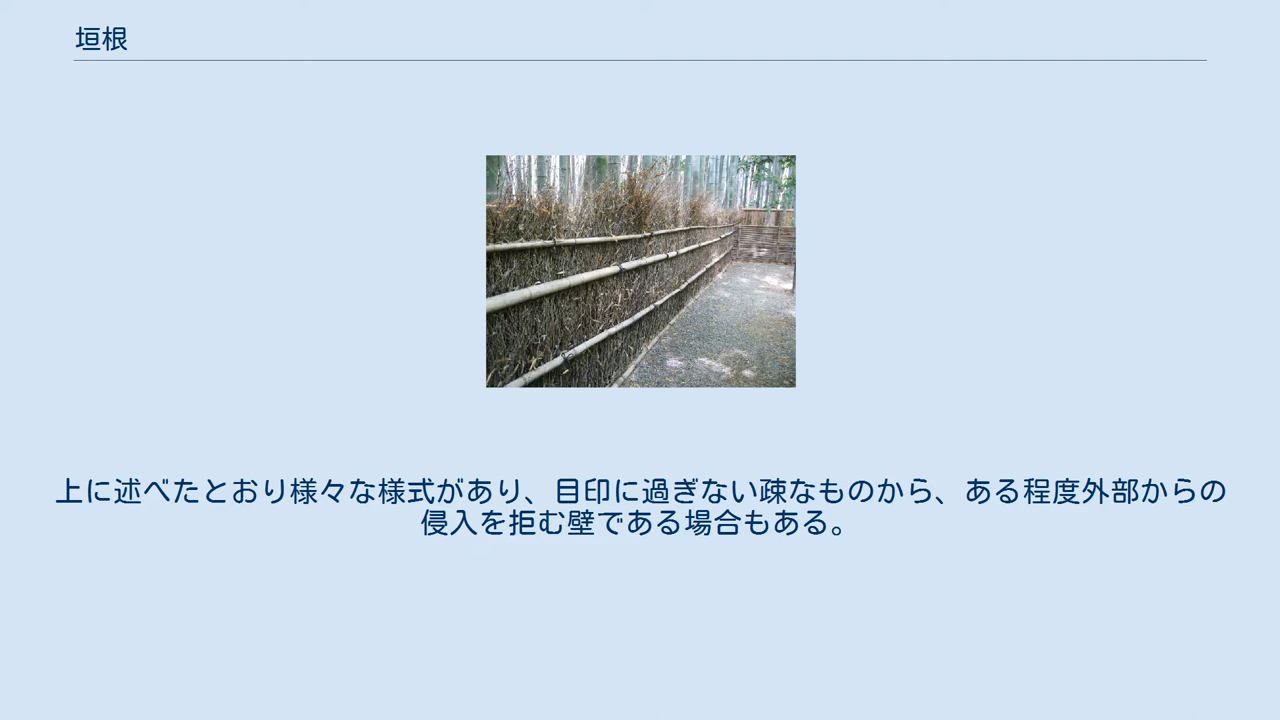 垣根
上に述べたとおり様々な様式があり、目印に過ぎない疎なものから、ある程度外部からの
侵入を拒む壁である場合もある。